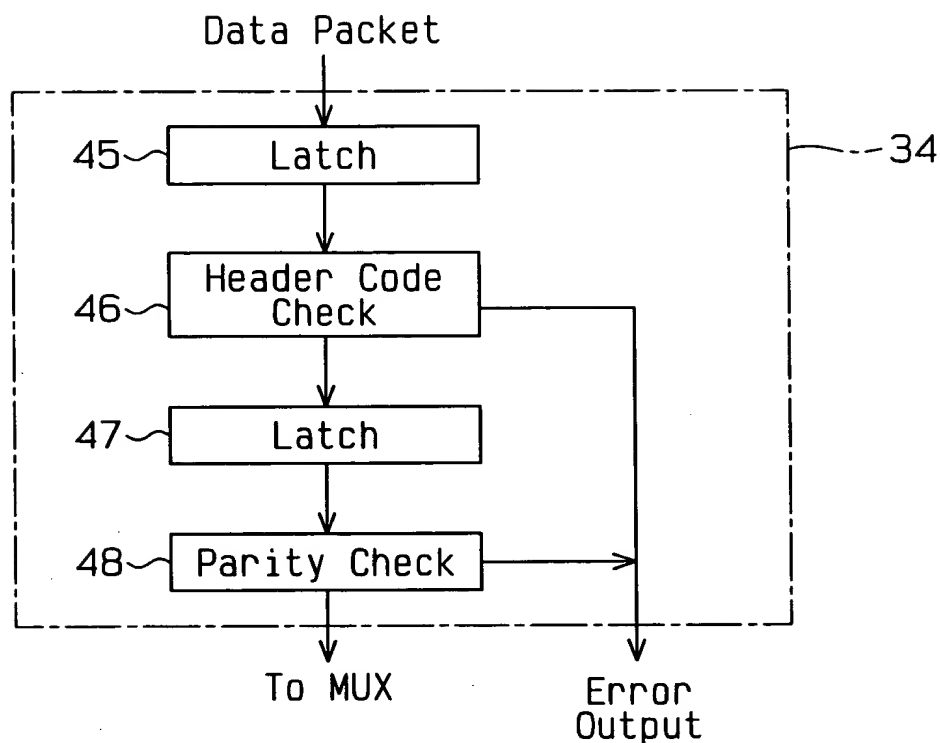 Data Packet
34
45 Latch
46 Header Code
Check
47 Latch
48 Parity Check
To MUX
Error
Output